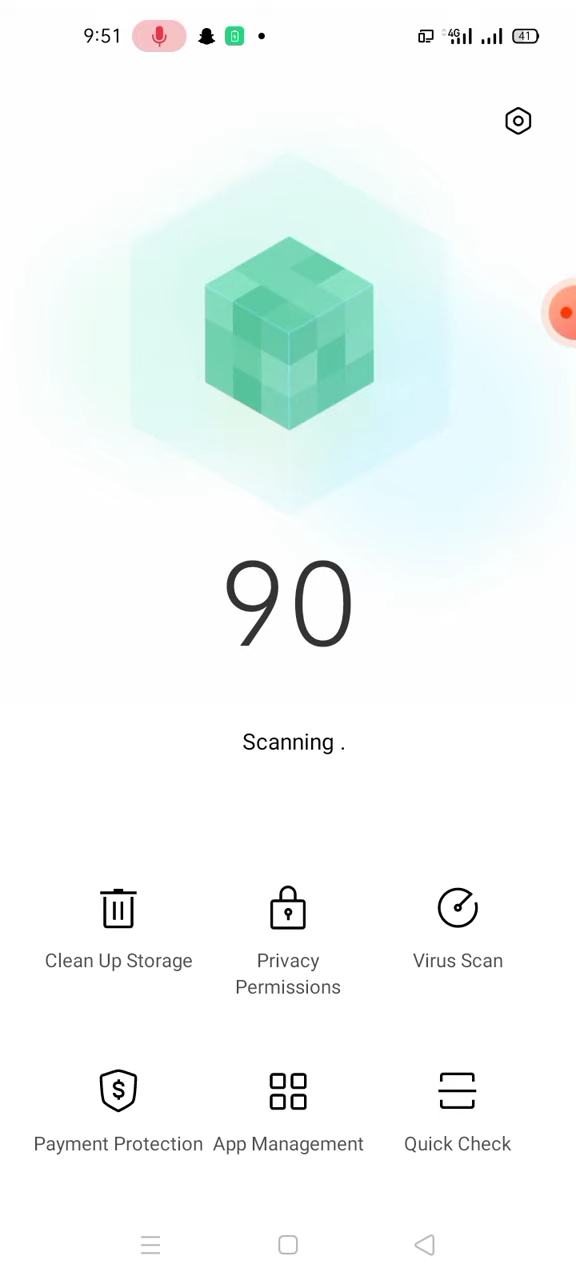 9:51
4G
41
90
Scanning .
Clean Up Storage
Privacy
Permissions
Virus Scan
Payment Protection
App Management
Quick Check